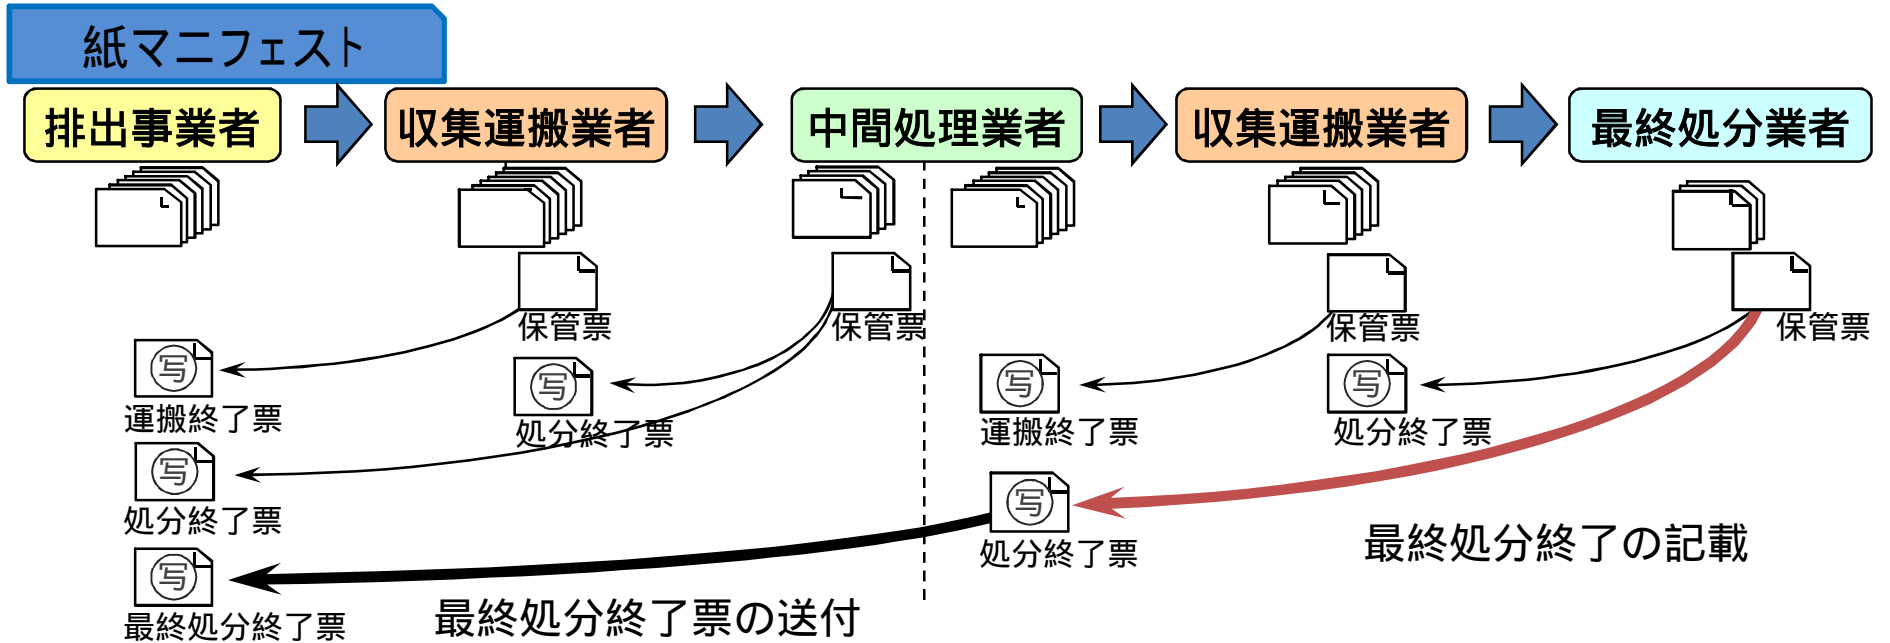 紙マニフェスト
排出事業者
収集運搬業者
中間処理業者
収集運搬業者
最終処分業者
保管票
保管票
保管票
保管票
写
運搬終了票
写
処分終了票
写
運搬終了票
写
処分終了票
写
処分終了票
写
処分終了票
最終処分終了の記載
写
最終処分終了票
最終処分終了票の送付